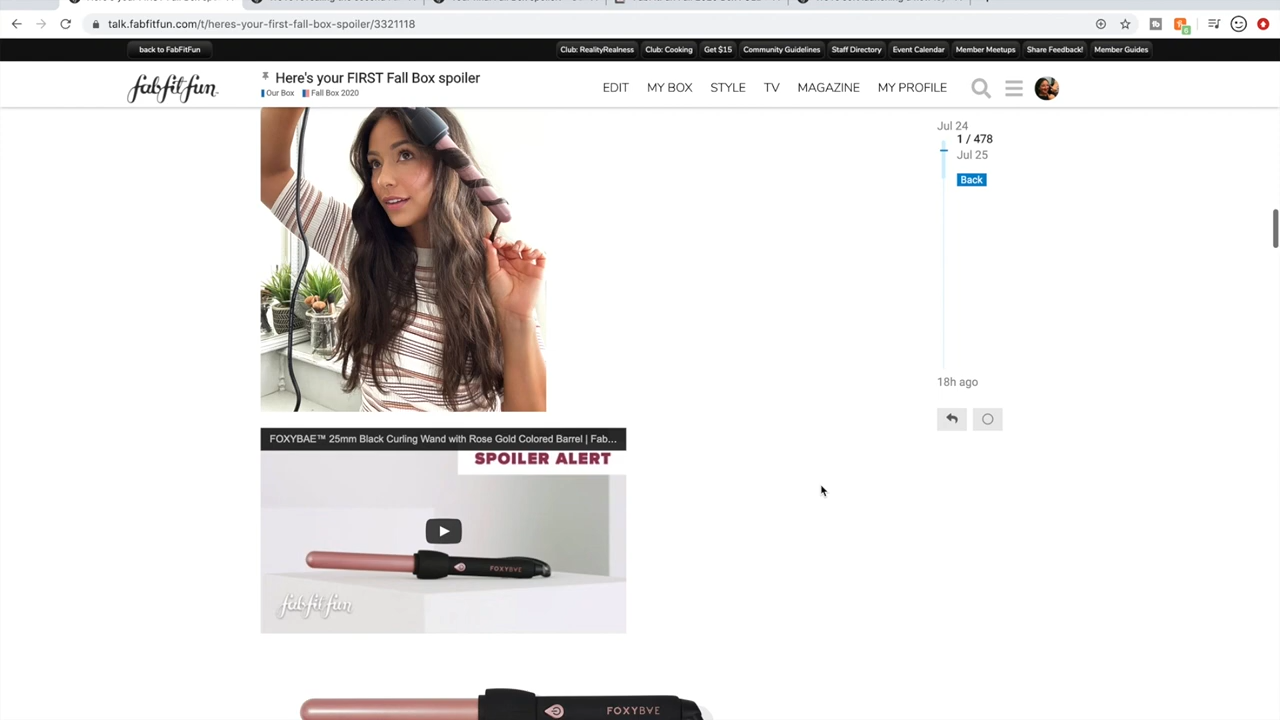 talk.fabfitfun.com/t/heres-your-first-fall-box-spoiler/3321118
back to FabFitFun
Club: RealityRealness
Club: Cooking
Get $15
Community Guidelines
Staff Directory
Event Calendar
Member Meetups
Share Feedback!
Member Guides
fabfitfun.
Here's your FIRST Fall Box spoiler
Our Box
Fall Box 2020
EDIT
MY BOX
STYLE
TV
MAGAZINE
MY PROFILE
Jul 24
1 / 478
Jul 25
Back
18h ago
FOXYBAE™ 25mm Black Curling Wand with Rose Gold Colored Barrel | Fab...
SPOILER ALERT
FOXYBAE
fabfitfun
FOXYBAE